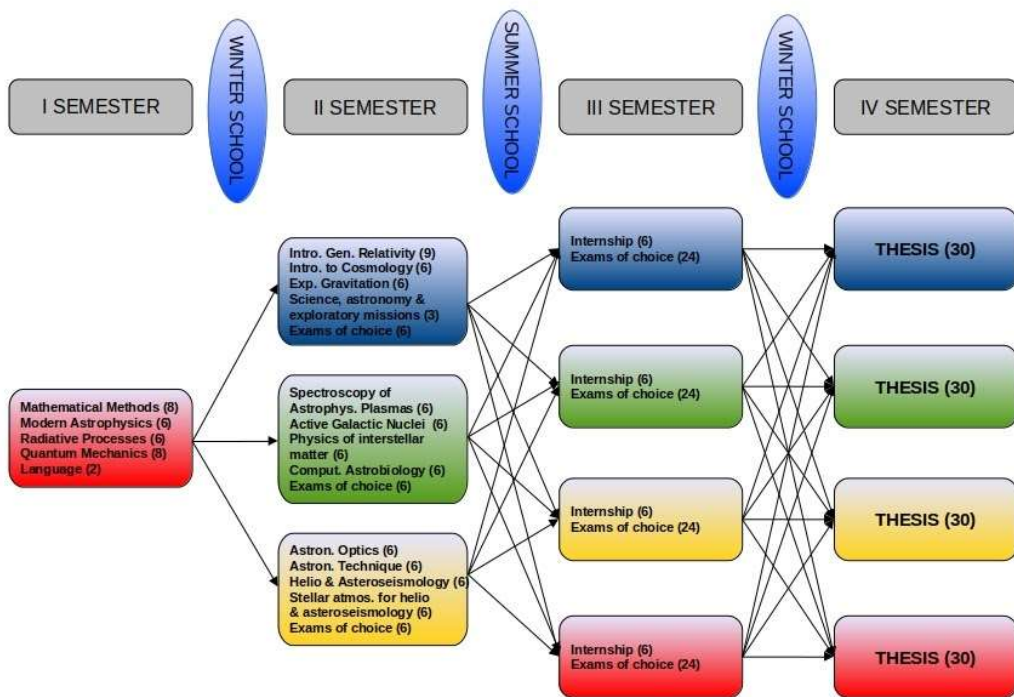 I SEMESTER
WINTER SCHOOL
II SEMESTER
SUMMER SCHOOL
III SEMESTER
WINTER SCHOOL
IV SEMESTER
Mathematical Methods (8)
Modern Astrophysics (6)
Radiative Processes (6)
Quantum Mechanics (8)
Language (2)
Intro. Gen. Relativity (9)
Intro. to Cosmology (6)
Exp. Gravitation (6)
Science, astronomy &
exploratory missions (3)
Exams of choice (6)
Spectroscopy of
Astrophys. Plasmas (6)
Active Galactic Nuclei (6)
Physics of interstellar
matter (6)
Comput. Astrobiology (6)
Exams of choice (6)
Astron. Optics (6)
Astron. Technique (6)
Helio & Asteroseismology (6)
Stellar atmos. for helio
& asteroseismology (6)
Exams of choice (6)
Internship (6)
Exams of choice (24)
Internship (6)
Exams of choice (24)
Internship (6)
Exams of choice (24)
Internship (6)
Exams of choice (24)
THESIS (30)
THESIS (30)
THESIS (30)
THESIS (30)